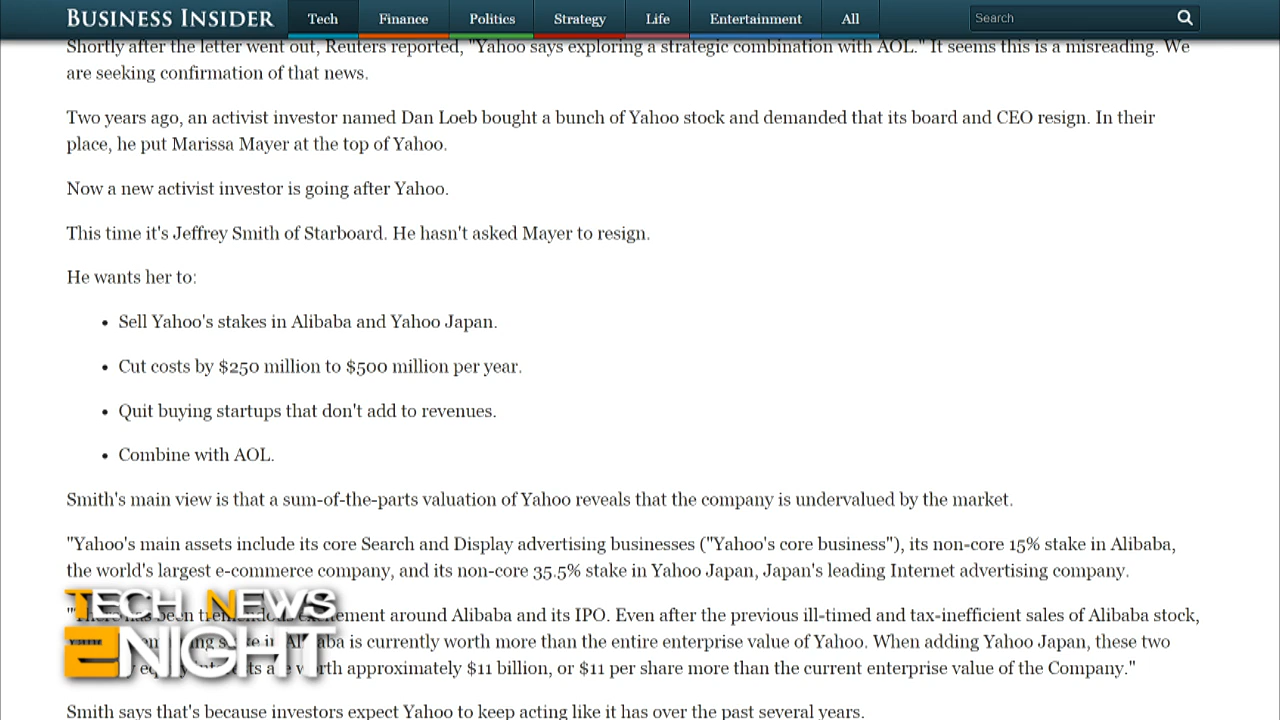 BUSINESS INSIDER Tech Finance Politics Strategy Life Entertainment All Search
Shortly after the letter went out, Reuters reported, "Yahoo says exploring a strategic combination with AOL." It seems this is a misreading. We
are seeking confirmation of that news.
Two years ago, an activist investor named Dan Loeb bought a bunch of Yahoo stock and demanded that its board and CEO resign. In their
place, he put Marissa Mayer at the top of Yahoo.
Now a new activist investor is going after Yahoo.
This time it's Jeffrey Smith of Starboard. He hasn't asked Mayer to resign.
He wants her to:
• Sell Yahoo's stakes in Alibaba and Yahoo Japan.
• Cut costs by $250 million to $500 million per year.
• Quit buying startups that don't add to revenues.
• Combine with AOL.
Smith's main view is that a sum-of-the-parts valuation of Yahoo reveals that the company is undervalued by the market.
"Yahoo's main assets include its core Search and Display advertising businesses ("Yahoo's core business"), its non-core 15% stake in Alibaba,
the world's largest e-commerce company, and its non-core 35.5% stake in Yahoo Japan, Japan's leading Internet advertising company.
"There has been tremendous excitement around Alibaba and its IPO. Even after the previous ill-timed and tax-inefficient sales of Alibaba stock,
stake in Alibaba is currently worth more than the entire enterprise value of Yahoo. When adding Yahoo Japan, these two
are worth approximately $11 billion, or $11 per share more than the current enterprise value of the Company."
TECH NEWS
2NIGHT
Smith says that's because investors expect Yahoo to keep acting like it has over the past several years.